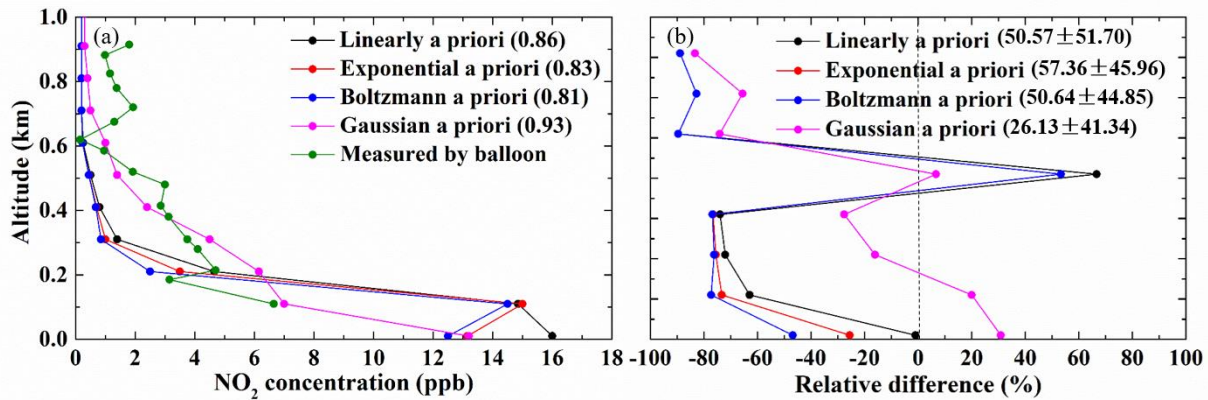 (a)
Linearly a priori (0.86)
Exponential a priori (0.83)
Boltzmann a priori (0.81)
Gaussian a priori (0.93)
Measured by balloon
Altitude (km)
1.0
0.8
0.6
0.4
0.2
0.0
0 2 4 6 8 10 12 14 16 18
NO2 concentration (ppb)
(b)
Linearly a priori (50.57±51.70)
Exponential a priori (57.36±45.96)
Boltzmann a priori (50.64±44.85)
Gaussian a priori (26.13±41.34)
-100 -80 -60 -40 -20 0 20 40 60 80 100
Relative difference (%)